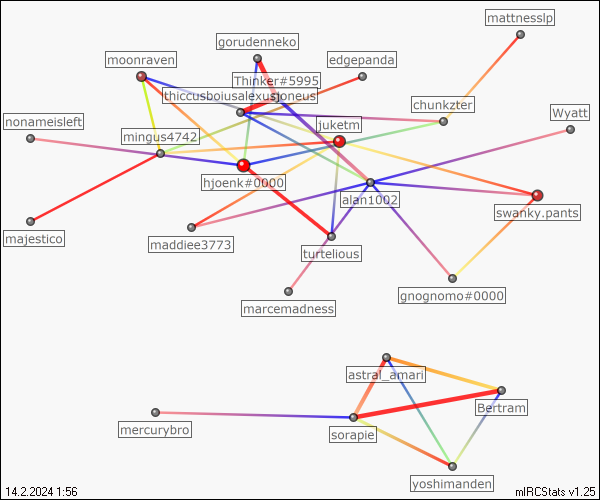 mattnesslp
gorudenneko
moonraven
edgepanda
Thinker#5995
thiccusboiusalexusjoneus
chunkzter
Wyatt
nonameisleft
juketm
mingus4742
hjoenk#0000
alan1002
swanky.pants
majestico
maddiee3773
turtelious
gnognomo#0000
marcemadness
astral_amari
Bertram
mercurybro
sorapie
yoshimanden
14.2.2024 1:56
mIRCStats v1.25